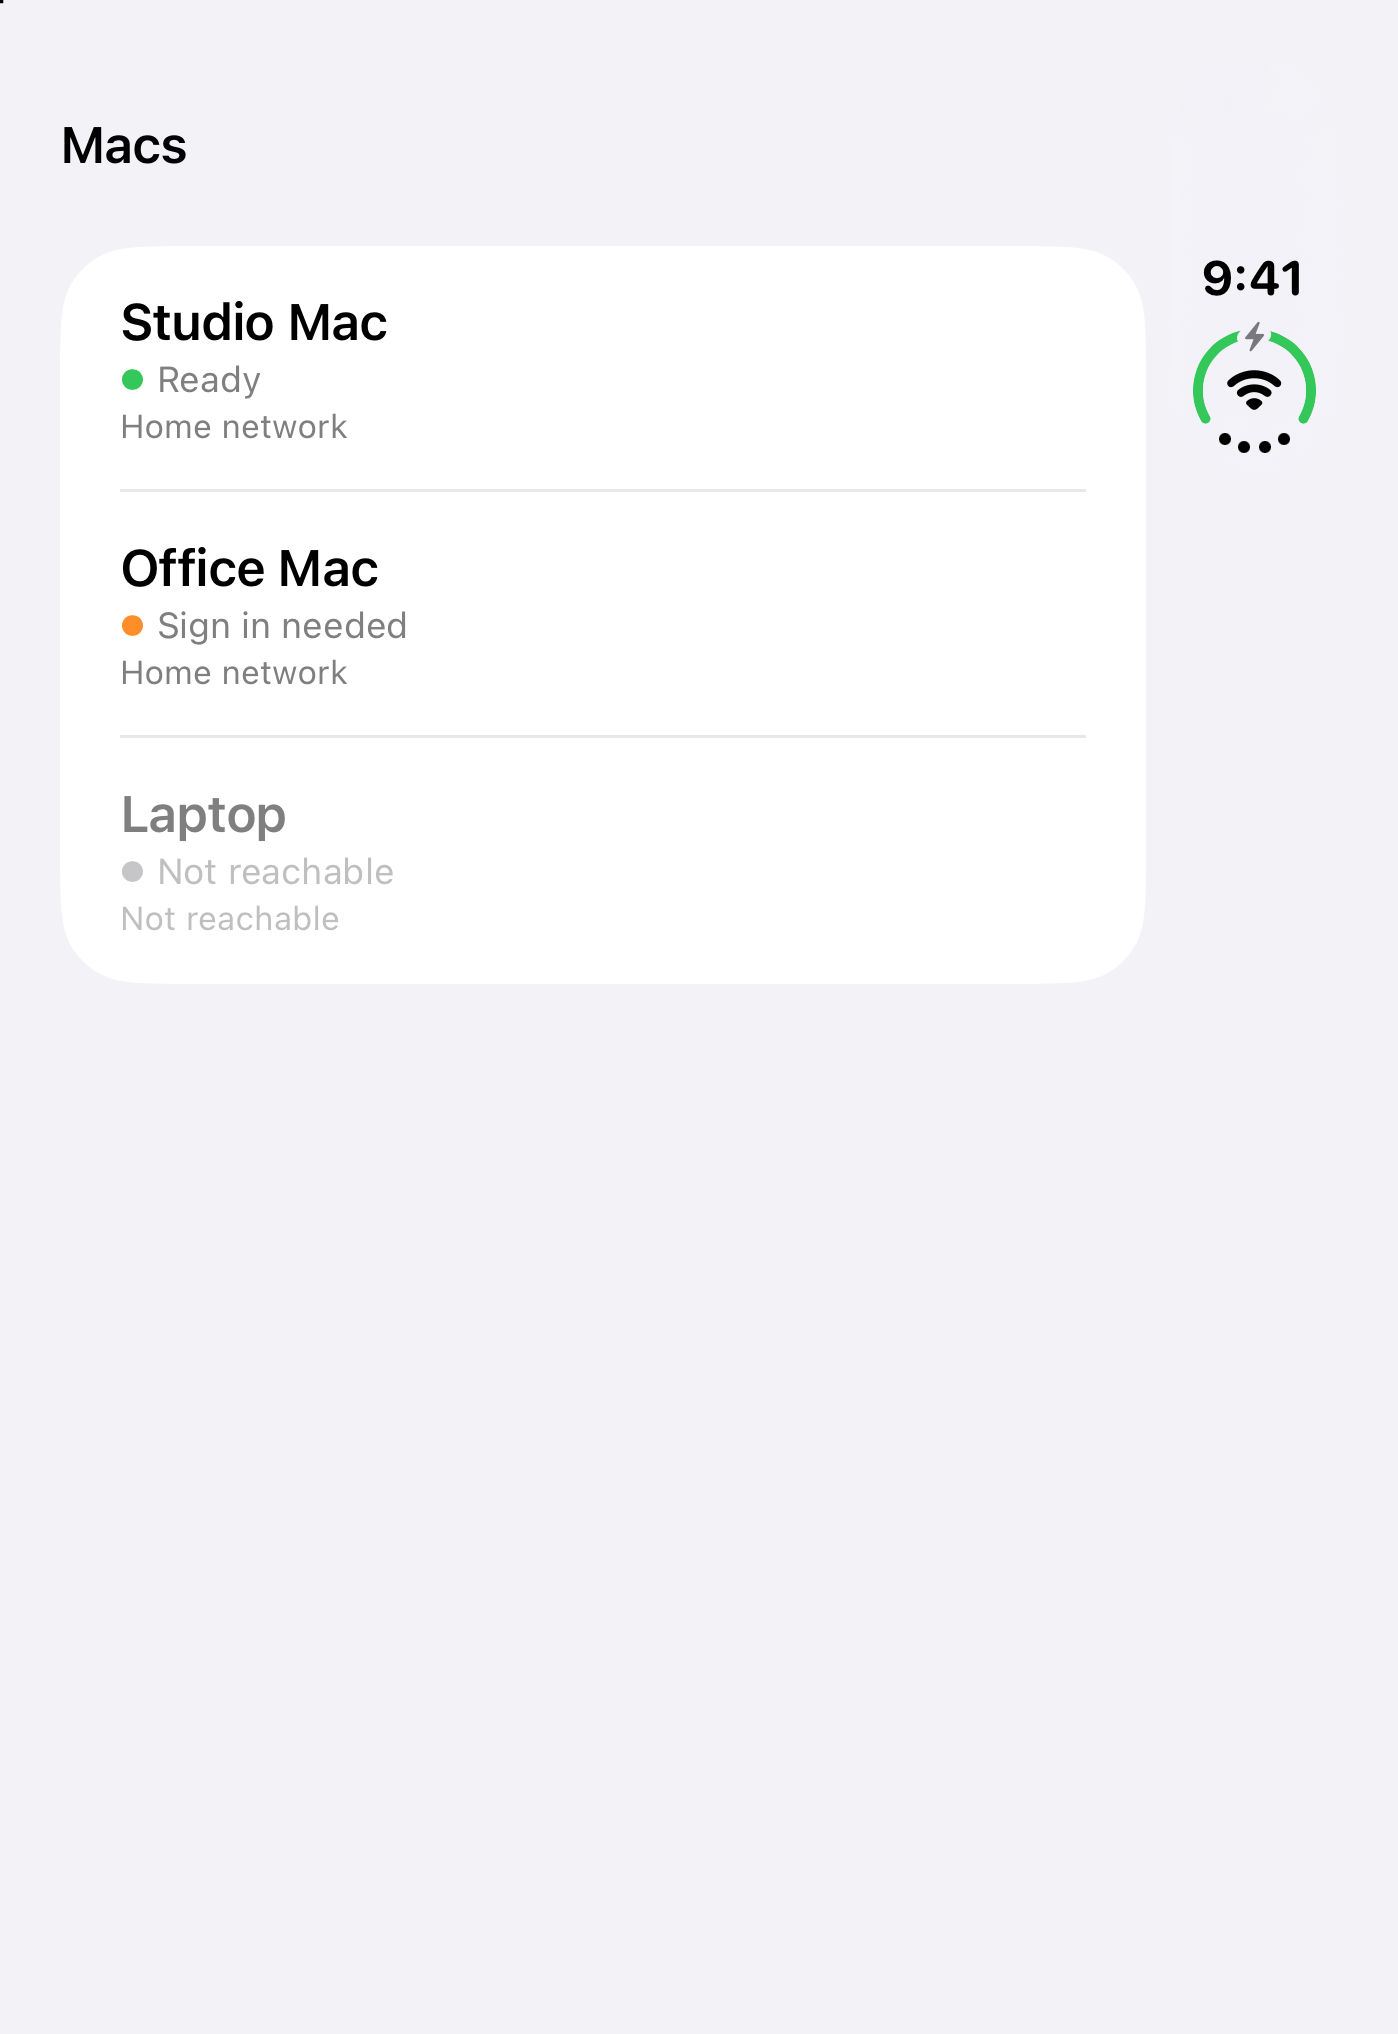 Macs
9:41
Studio Mac
Ready
Home network
Office Mac
Sign in needed
Home network
Laptop
Not reachable
Not reachable